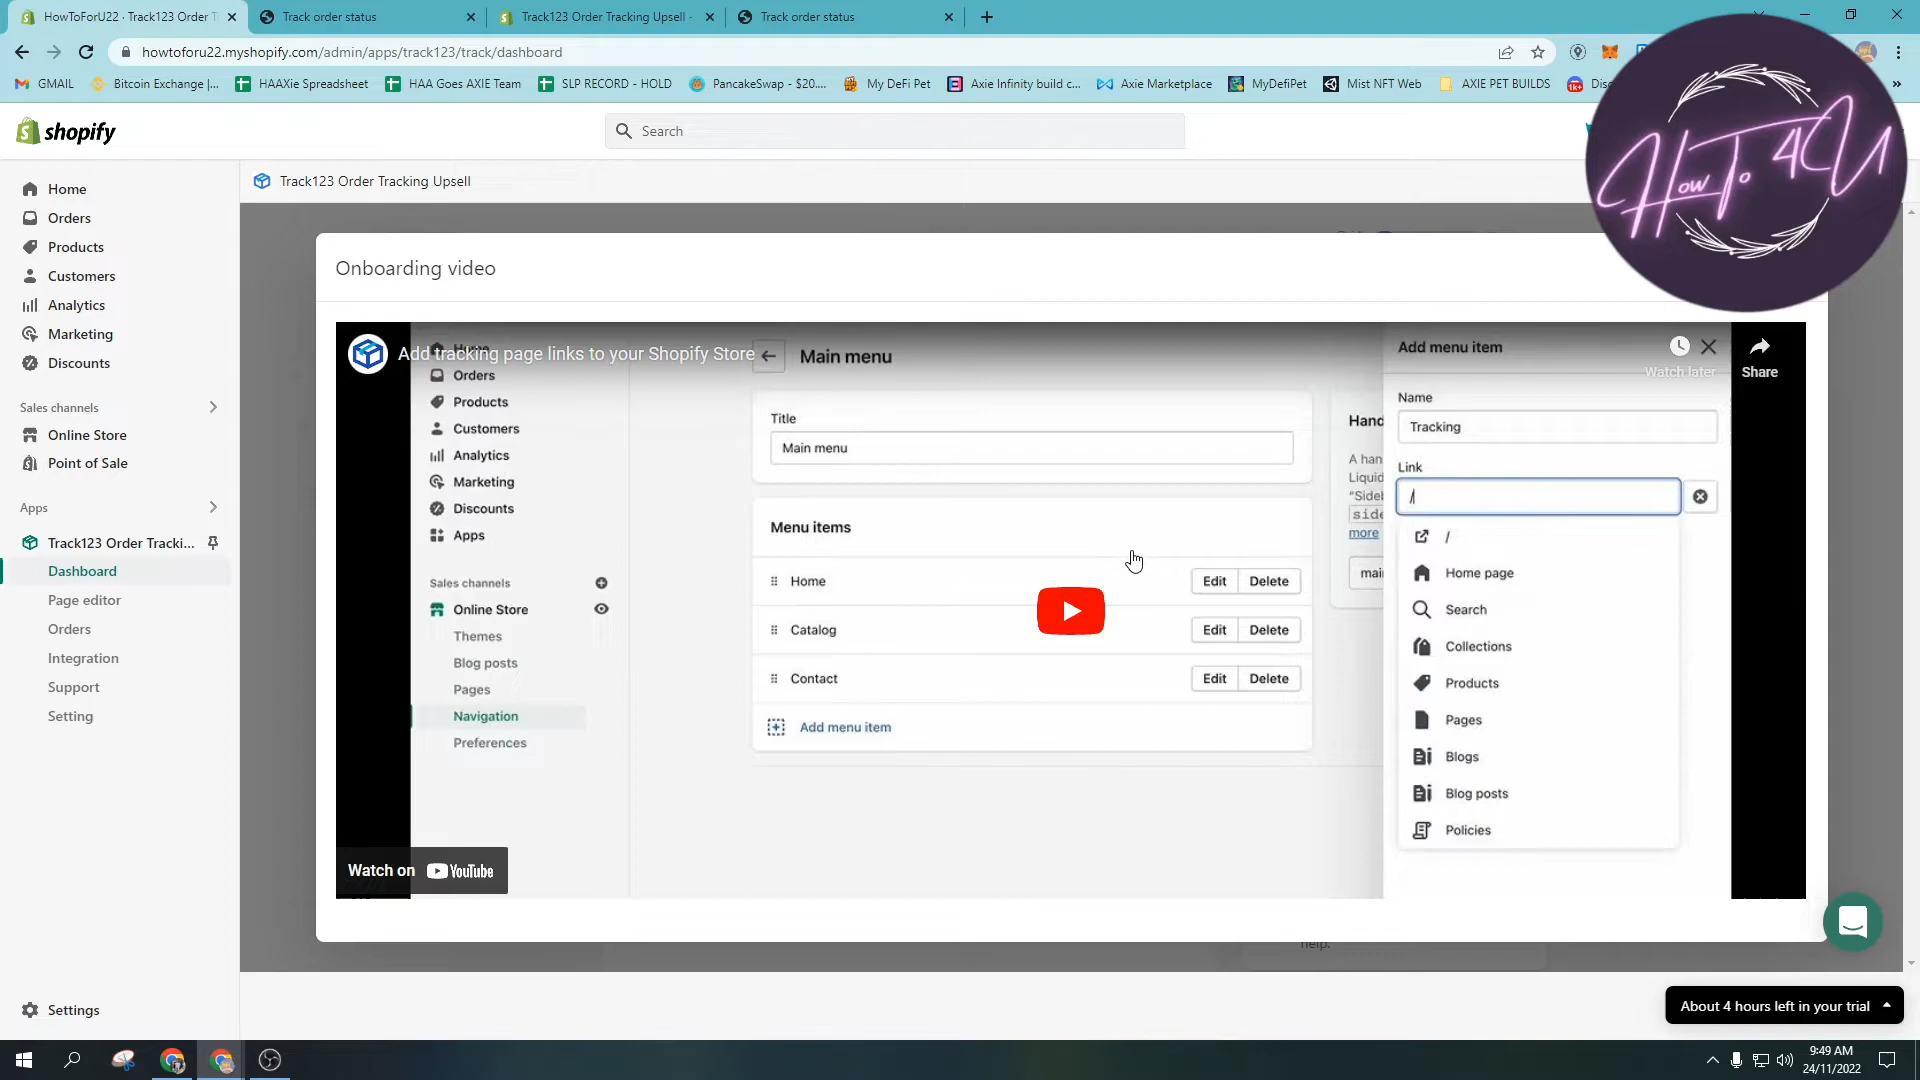 HowToForU22 · Track123 Order T
Track order status
Track123 Order Tracking Upsell ·
Track order status
howtoforu22.myshopify.com/admin/apps/track123/track/dashboard
GMAIL
Bitcoin Exchange |...
HAAXie Spreadsheet
HAA Goes AXIE Team
SLP RECORD - HOLD
PancakeSwap - $20....
My DeFi Pet
Axie Infinity build c...
Axie Marketplace
MyDefiPet
Mist NFT Web
AXIE PET BUILDS
»
shopify
Search
HowTo 4U
Home
Orders
Products
Customers
Analytics
Marketing
Discounts
Sales channels
Online Store
Point of Sale
Apps
Track123 Order Tracki...
Dashboard
Page editor
Orders
Integration
Support
Setting
Settings
Track123 Order Tracking Upsell
Onboarding video
Add tracking page links to your Shopify Store
Orders
Products
Customers
Analytics
Marketing
Discounts
Apps
Sales channels
Online Store
Themes
Blog posts
Pages
Navigation
Preferences
Main menu
Title
Main menu
Menu items
Home
Edit
Delete
Catalog
Edit
Delete
Contact
Edit
Delete
Add menu item
Hand
A han
Liquid
"Sideb
side
more
mai
Add menu item
Watch later
Share
Name
Tracking
Link
/
/
Home page
Search
Collections
Products
Pages
Blogs
Blog posts
Policies
Watch on YouTube
help.
About 4 hours left in your trial
9:49 AM
24/11/2022